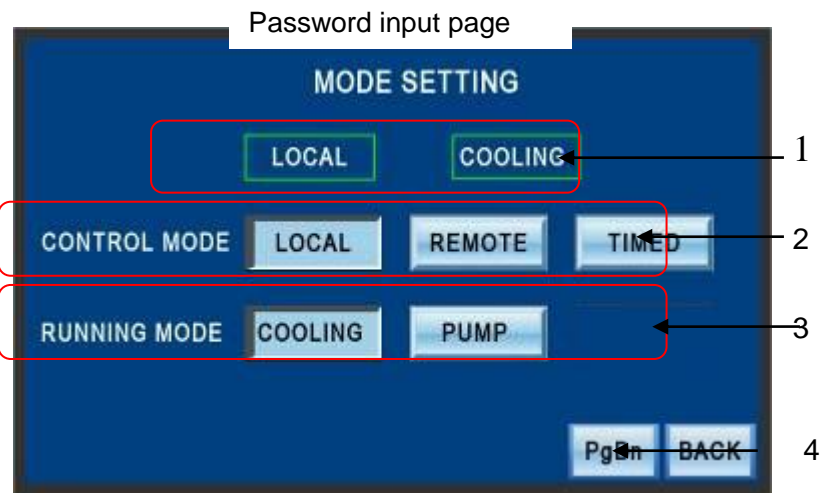 Password input page
MODE SETTING
LOCAL COOLING 1
CONTROL MODE LOCAL REMOTE TIMED 2
RUNNING MODE COOLING PUMP 3
PgDn BACK 4